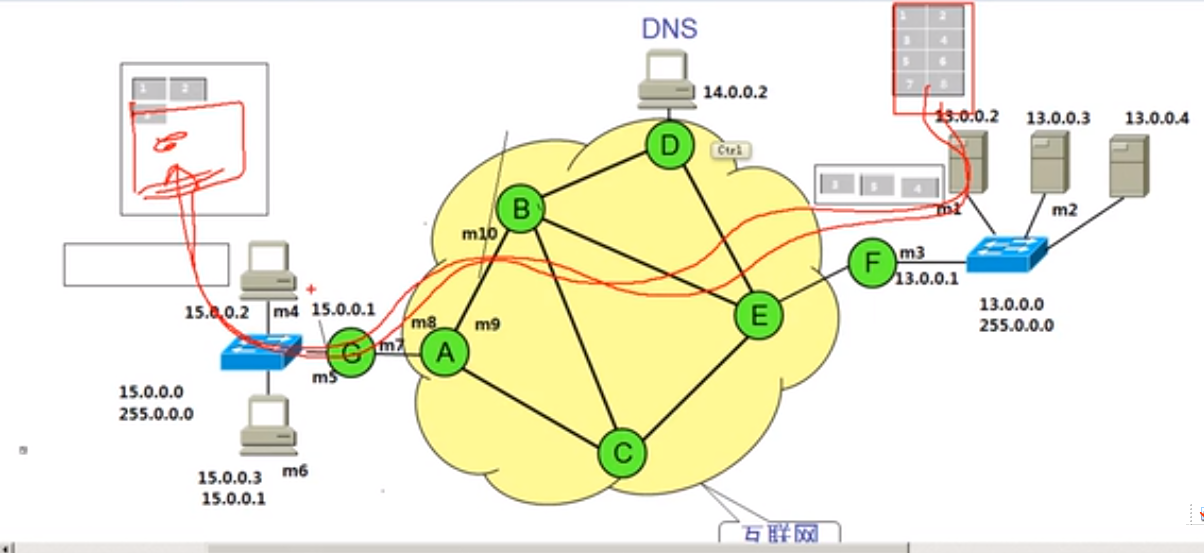 DNS
14.0.0.2
1 2
3 4
5 6
7 8
13.0.0.2
13.0.0.3
13.0.0.4
1 2
D
Ctrl
3 5 4
B
m1
m2
m10
F
m3
13.0.0.1
15.0.0.2
m4
15.0.0.1
13.0.0.0
255.0.0.0
E
m8
m9
G
m7
A
m5
15.0.0.0
255.0.0.0
C
15.0.0.3
m6
15.0.0.1
互联网